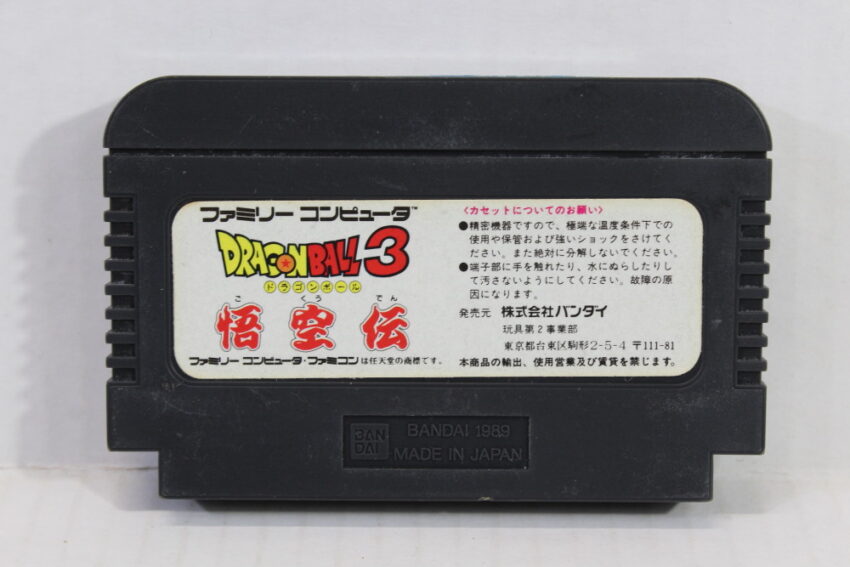 ファミリー コンピュータ™
DRAGON BALL 3
ドラゴンボール
ご くう でん
悟空伝
ファミリー コンピュータ・ファミコンは任天堂の商標です。
〈カセットについてのお願い〉
●精密機器ですので、極端な温度条件下での
使用や保管および強いショックをさけてく
ださい。また絶対に分解しないでください。
●端子部に手を触れたり、水にぬらしたりし
て汚さないようにしてください。故障の原
因になります。
発売元 株式会社バンダイ
玩具第2事業部
東京都台東区駒形2-5-4 〒111-81
本商品の輸出、使用営業及び賃貸を禁じます。
BAN
DAI
BANDAI 1989
MADE IN JAPAN